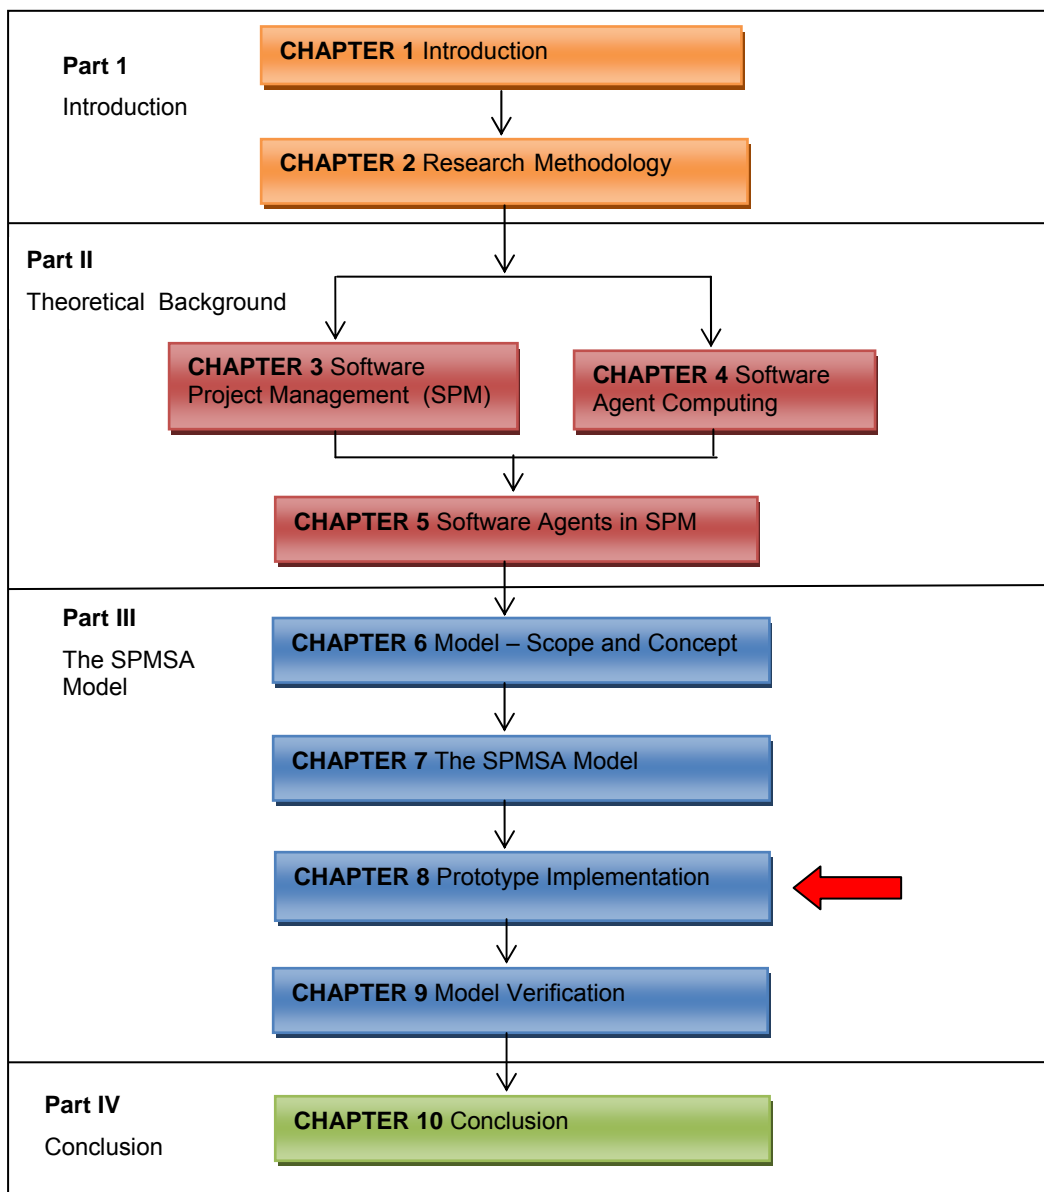 Part 1
Introduction
CHAPTER 1 Introduction
CHAPTER 2 Research Methodology
Part II
Theoretical Background
CHAPTER 3 Software
Project Management (SPM)
CHAPTER 4 Software
Agent Computing
CHAPTER 5 Software Agents in SPM
Part III
The SPMSA
Model
CHAPTER 6 Model – Scope and Concept
CHAPTER 7 The SPMSA Model
CHAPTER 8 Prototype Implementation
CHAPTER 9 Model Verification
Part IV
Conclusion
CHAPTER 10 Conclusion